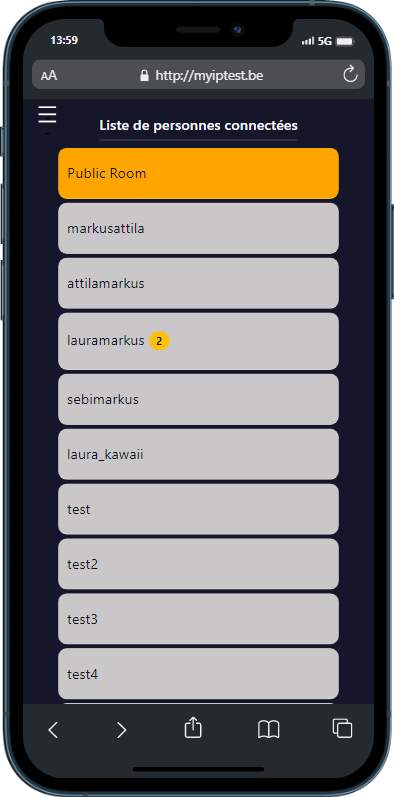 13:59
5G
AA
http://myiptest.be
Liste de personnes connectées
Public Room
markusattila
attilamarkus
lauramarkus 2
sebimarkus
laura_kawaii
test
test2
test3
test4